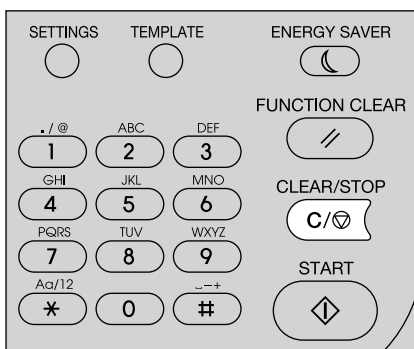 SETTINGS TEMPLATE ENERGY SAVER
FUNCTION CLEAR
./@ ABC DEF
1 2 3
GHI JKL MNO
4 5 6
CLEAR/STOP
C/
PQRS TUV WXYZ
7 8 9
START
Aa/12 _–+
* 0 #